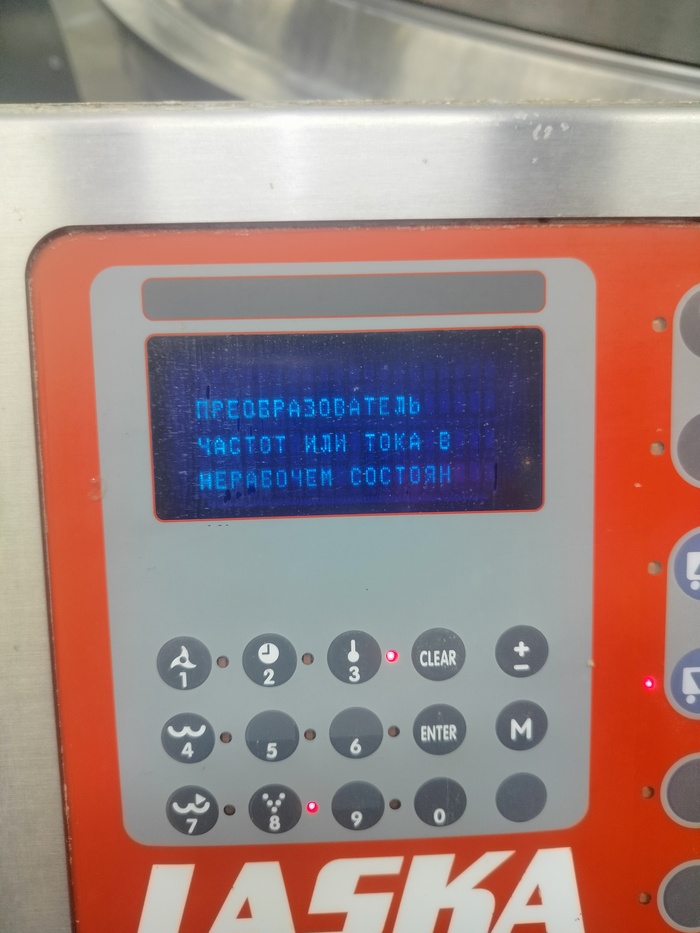 ПРЕОБРАЗОВАТЕЛЬ
ЧАСТОТ ИЛИ ТОКА В
НЕРАБОЧЕМ СОСТОЯН
1
2
3
CLEAR
+
−
4
5
6
ENTER
M
7
8
9
0
LASKA